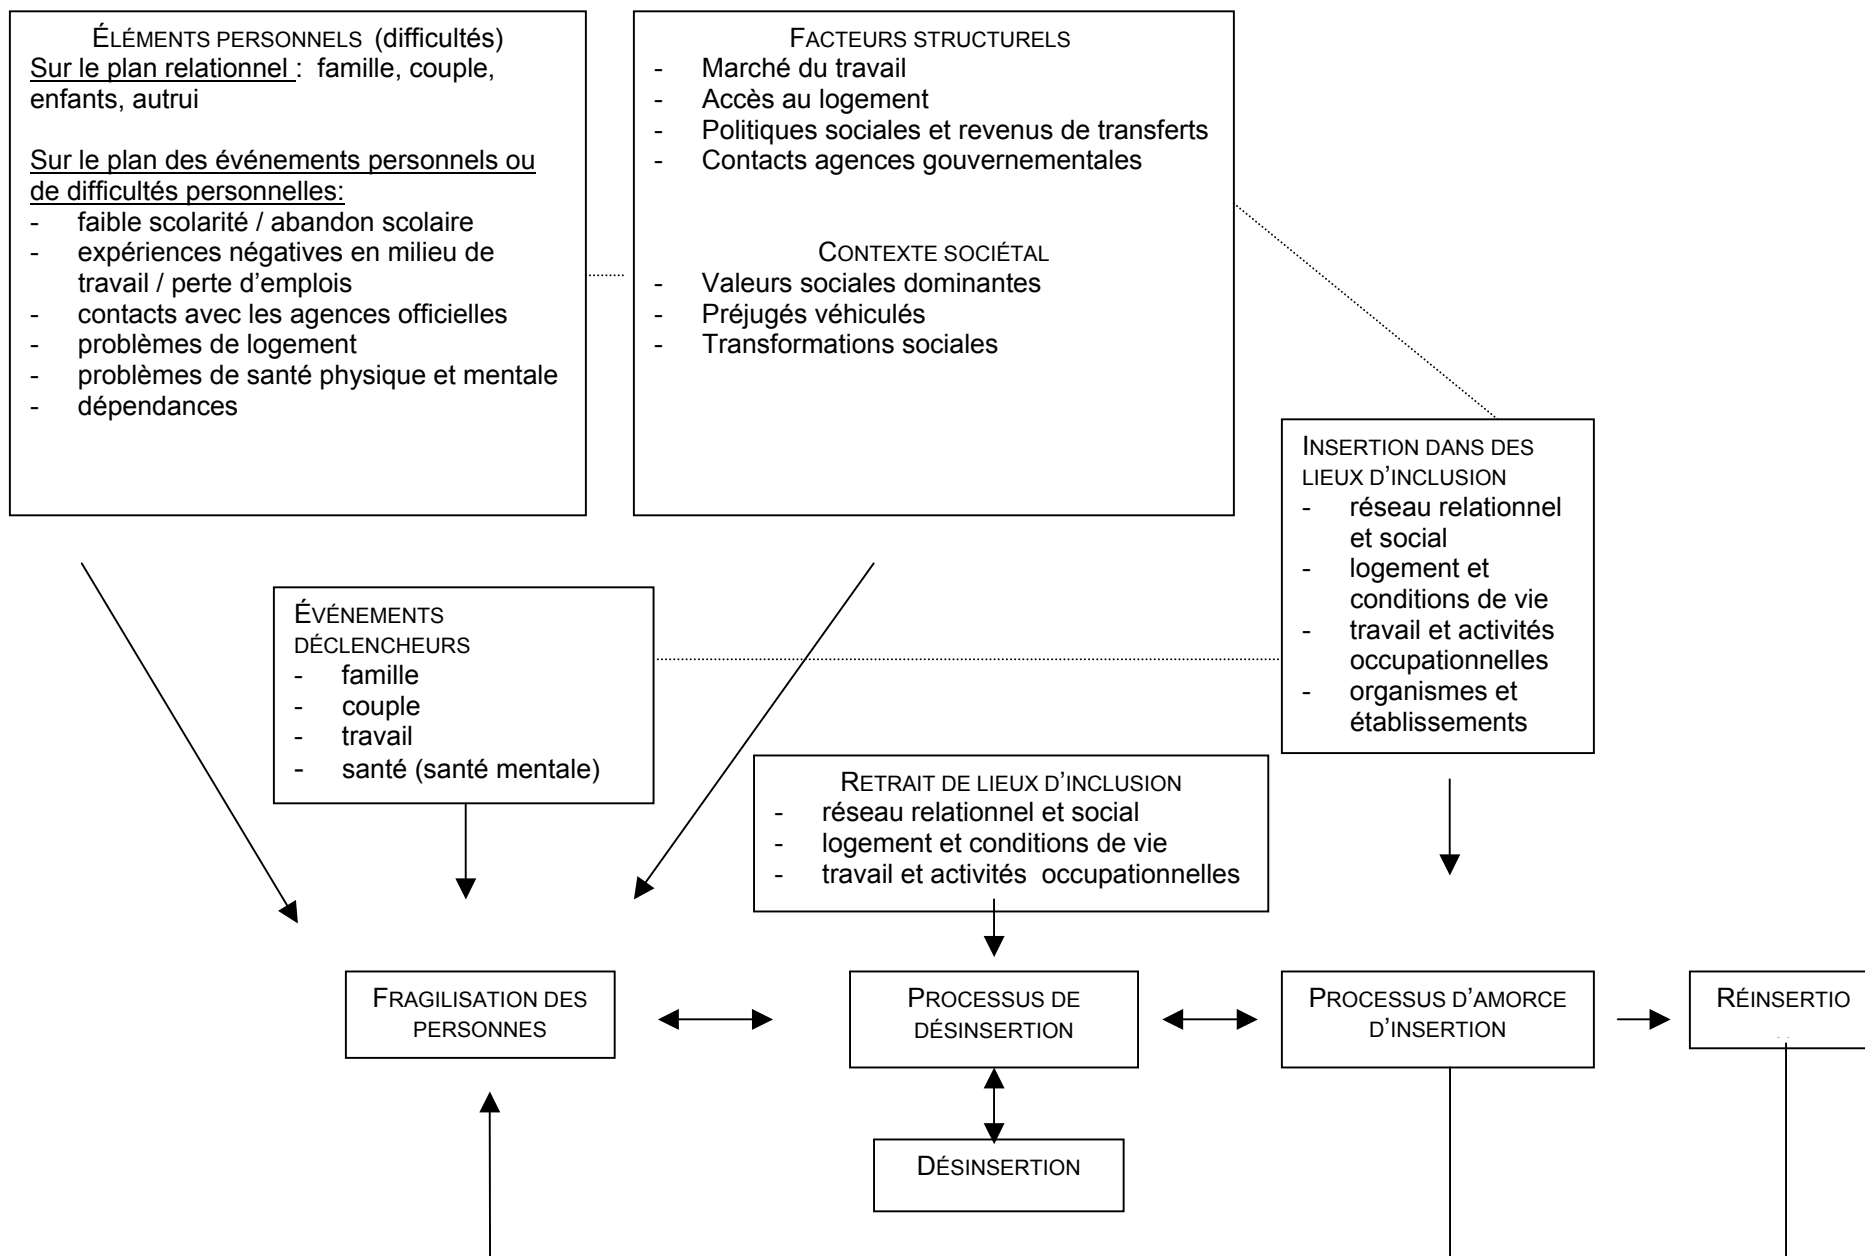 ÉLÉMENTS PERSONNELS (difficultés)
Sur le plan relationnel : famille, couple,
enfants, autrui
Sur le plan des événements personnels ou
de difficultés personnelles:
- faible scolarité / abandon scolaire
- expériences négatives en milieu de
travail / perte d’emplois
- contacts avec les agences officielles
- problèmes de logement
- problèmes de santé physique et mentale
- dépendances
FACTEURS STRUCTURELS
- Marché du travail
- Accès au logement
- Politiques sociales et revenus de transferts
- Contacts agences gouvernementales
CONTEXTE SOCIÉTAL
- Valeurs sociales dominantes
- Préjugés véhiculés
- Transformations sociales
INSERTION DANS DES
LIEUX D’INCLUSION
- réseau relationnel
et social
- logement et
conditions de vie
- travail et activités
occupationnelles
- organismes et
établissements
ÉVÉNEMENTS
DÉCLENCHEURS
- famille
- couple
- travail
- santé (santé mentale)
RETRAIT DE LIEUX D’INCLUSION
- réseau relationnel et social
- logement et conditions de vie
- travail et activités occupationnelles
FRAGILISATION DES
PERSONNES
PROCESSUS DE
DÉSINSERTION
PROCESSUS D’AMORCE
D’INSERTION
RÉINSERTIO
DÉSINSERTION